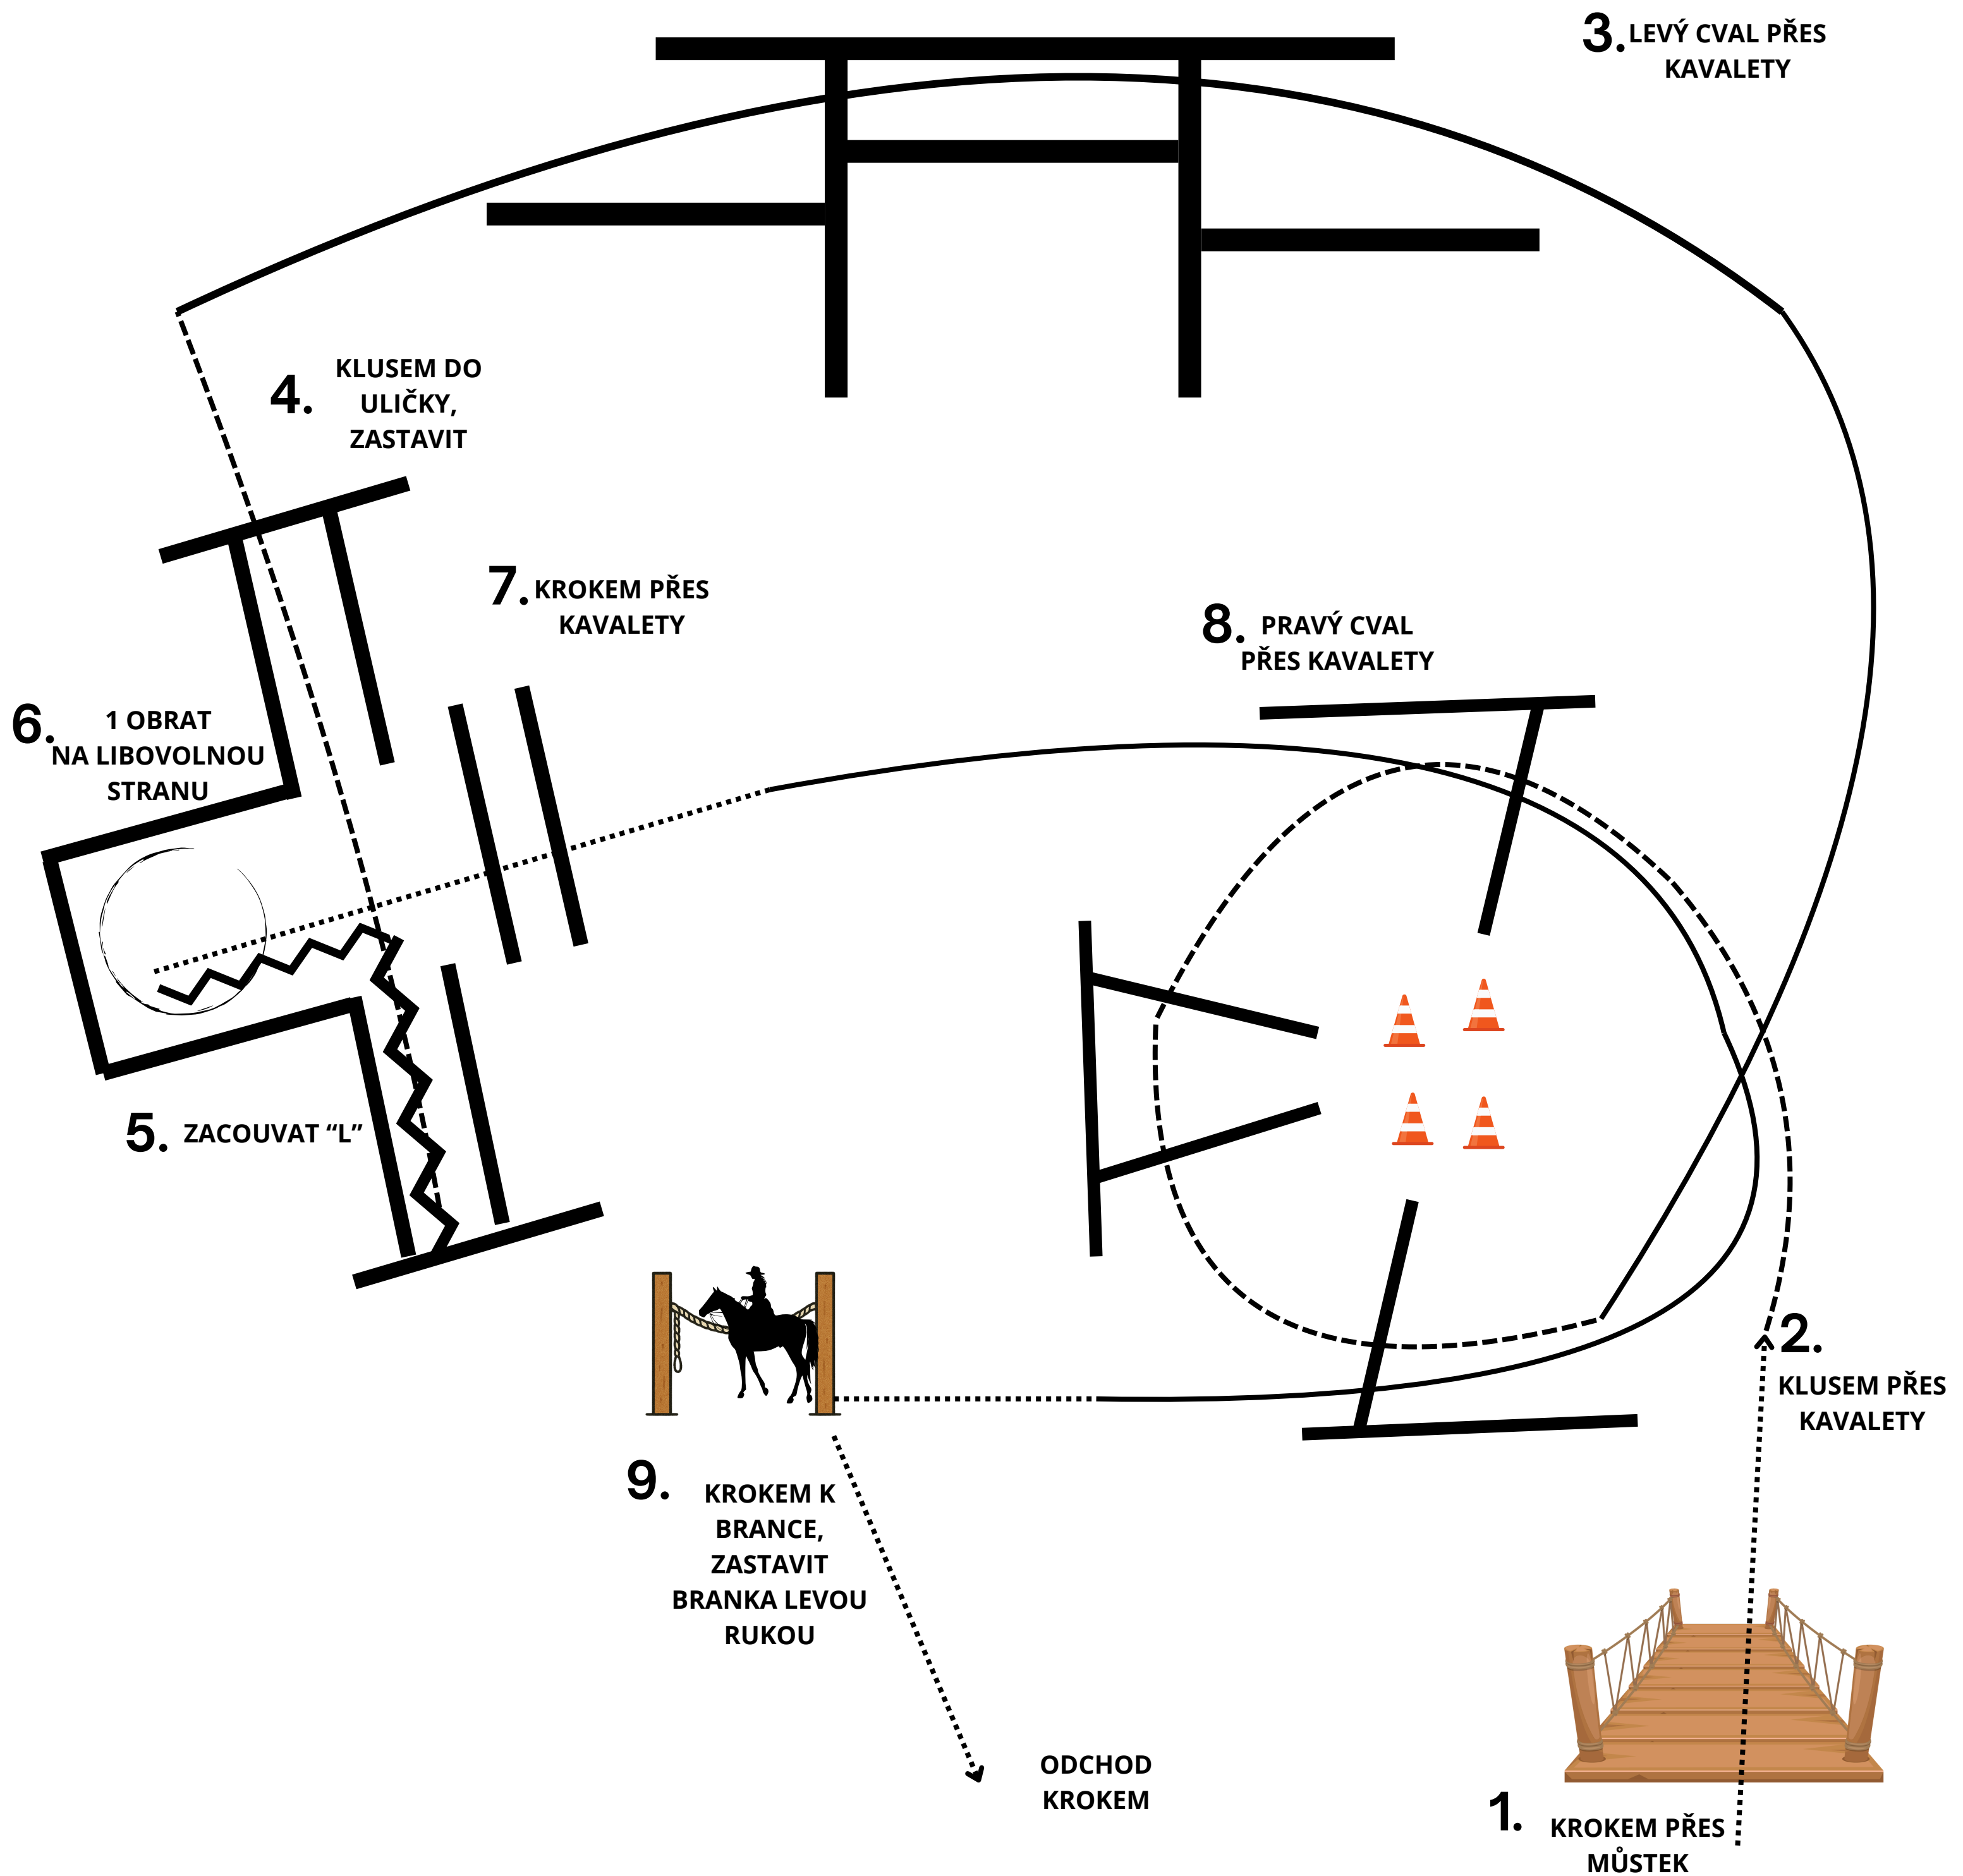 3. LEVÝ CVAL PŘES
KAVALETY
4. KLUSEM DO
ULIČKY,
ZASTAVIT
7. KROKEM PŘES
KAVALETY
8. PRAVÝ CVAL
PŘES KAVALETY
6. 1 OBRAT
NA LIBOVOLNOU
STRANU
5. ZACOUVAT “L”
2.
KLUSEM PŘES
KAVALETY
9. KROKEM K
BRANCE,
ZASTAVIT
BRANKA LEVOU
RUKOU
ODCHOD
KROKEM
1. KROKEM PŘES
MŮSTEK